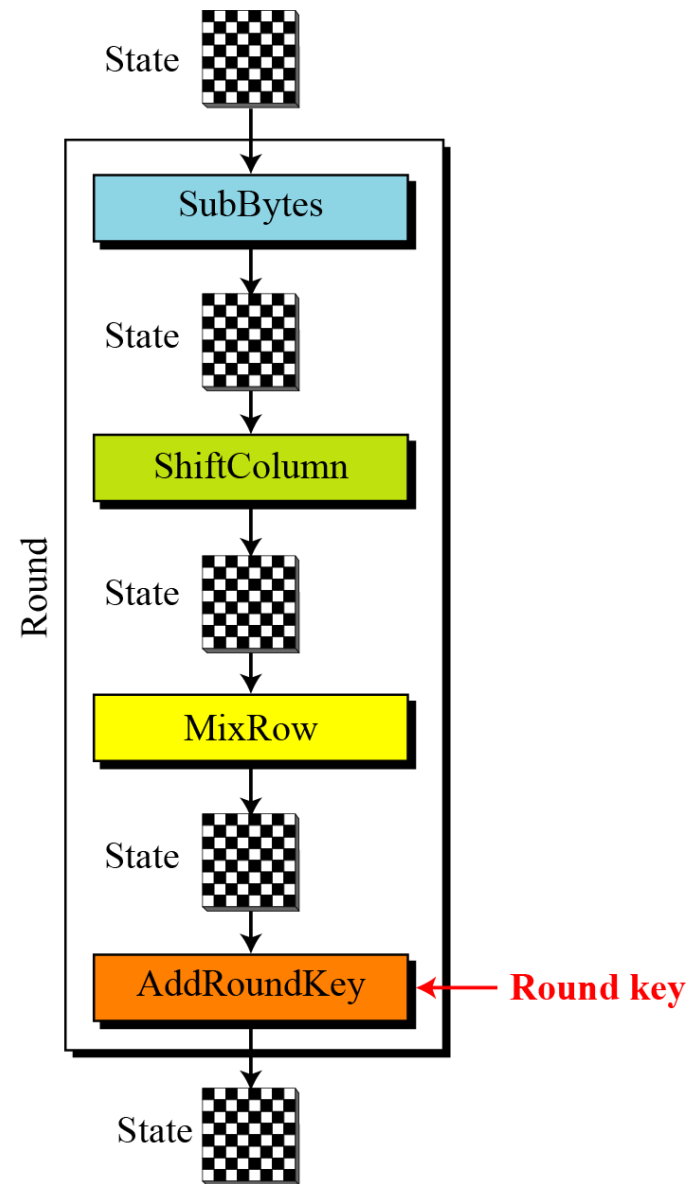 State
SubBytes
State
ShiftColumn
Round
State
MixRow
State
AddRoundKey
Round key
State